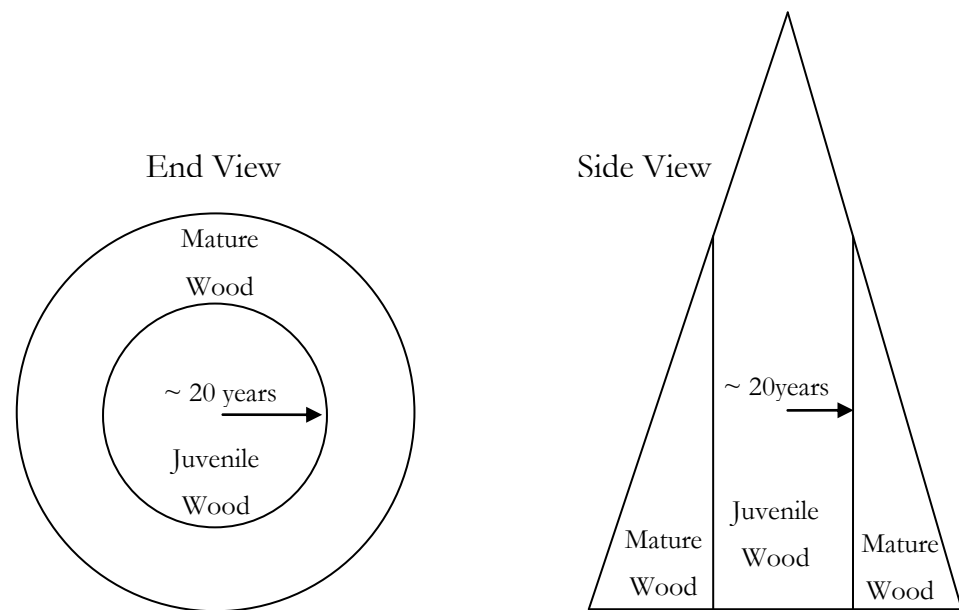 End View
Mature
Wood
~ 20 years
Juvenile
Wood
Side View
~ 20years
Juvenile
Wood
Mature
Wood
Mature
Wood